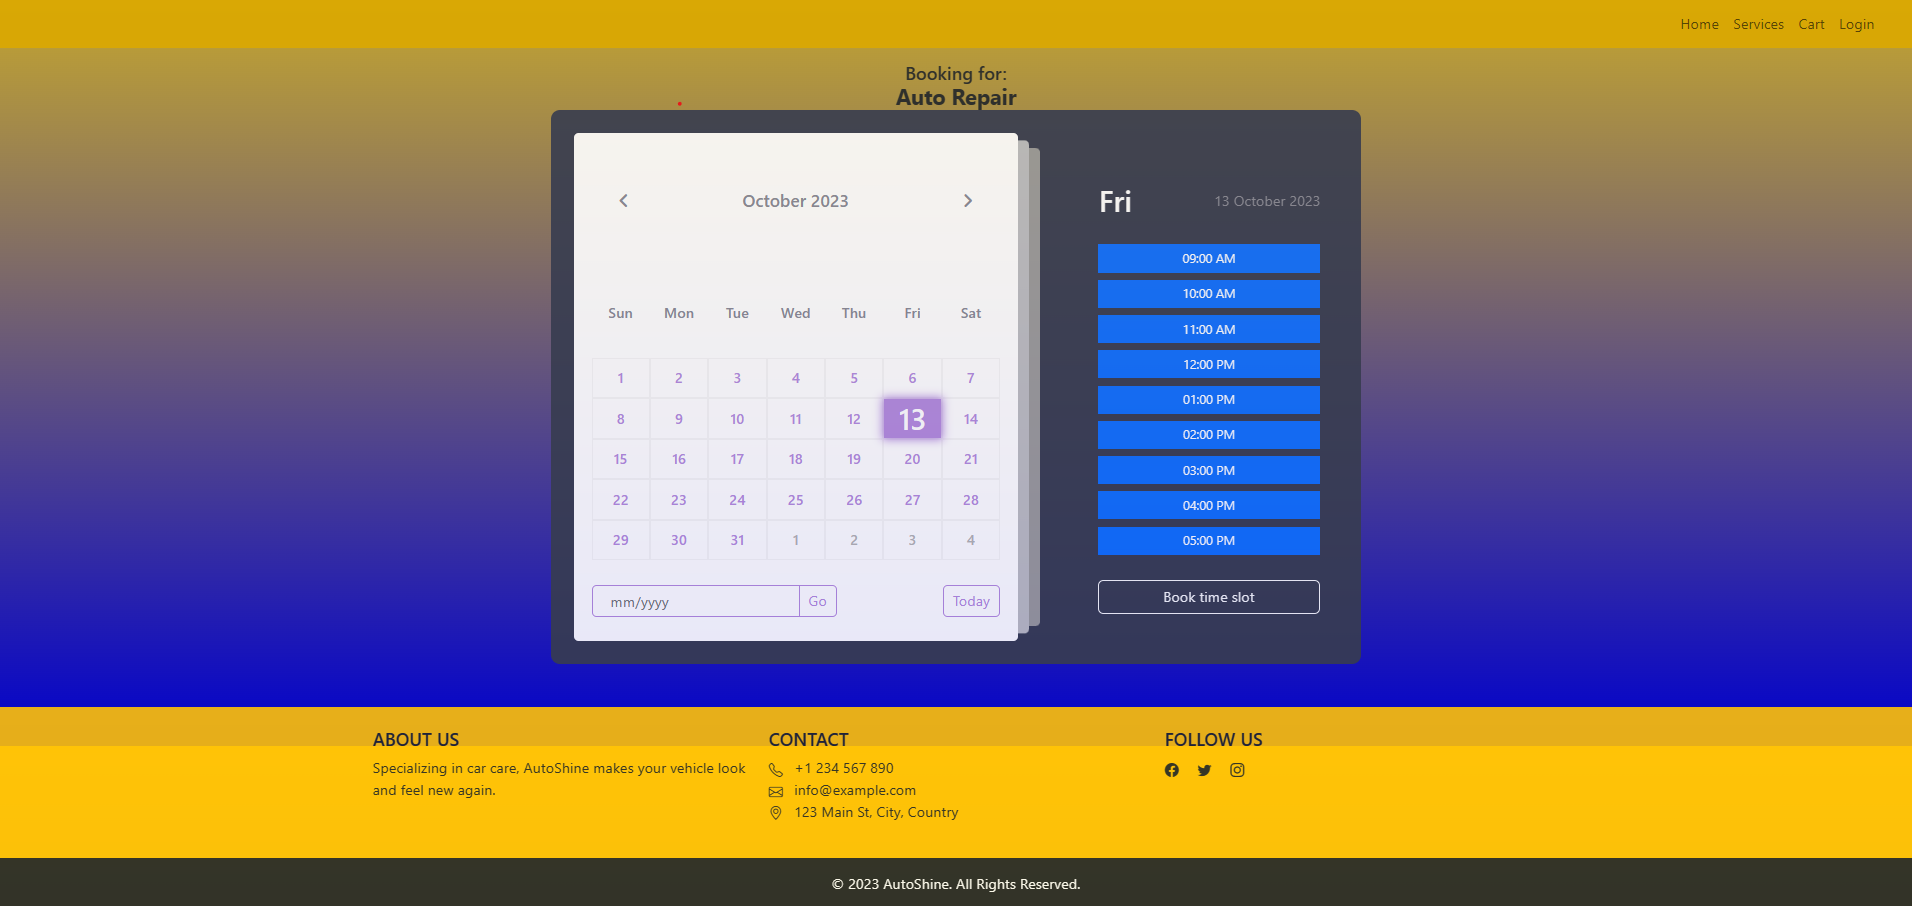 Home Services Cart Login
Booking for:
Auto Repair
October 2023
Sun Mon Tue Wed Thu Fri Sat
1 2 3 4 5 6 7
8 9 10 11 12 13 14
15 16 17 18 19 20 21
22 23 24 25 26 27 28
29 30 31 1 2 3 4
mm/yyyy Go Today
Fri 13 October 2023
09:00 AM
10:00 AM
11:00 AM
12:00 PM
01:00 PM
02:00 PM
03:00 PM
04:00 PM
05:00 PM
Book time slot
ABOUT US
Specializing in car care, AutoShine makes your vehicle look
and feel new again.
CONTACT
+1 234 567 890
info@example.com
123 Main St, City, Country
FOLLOW US
© 2023 AutoShine. All Rights Reserved.